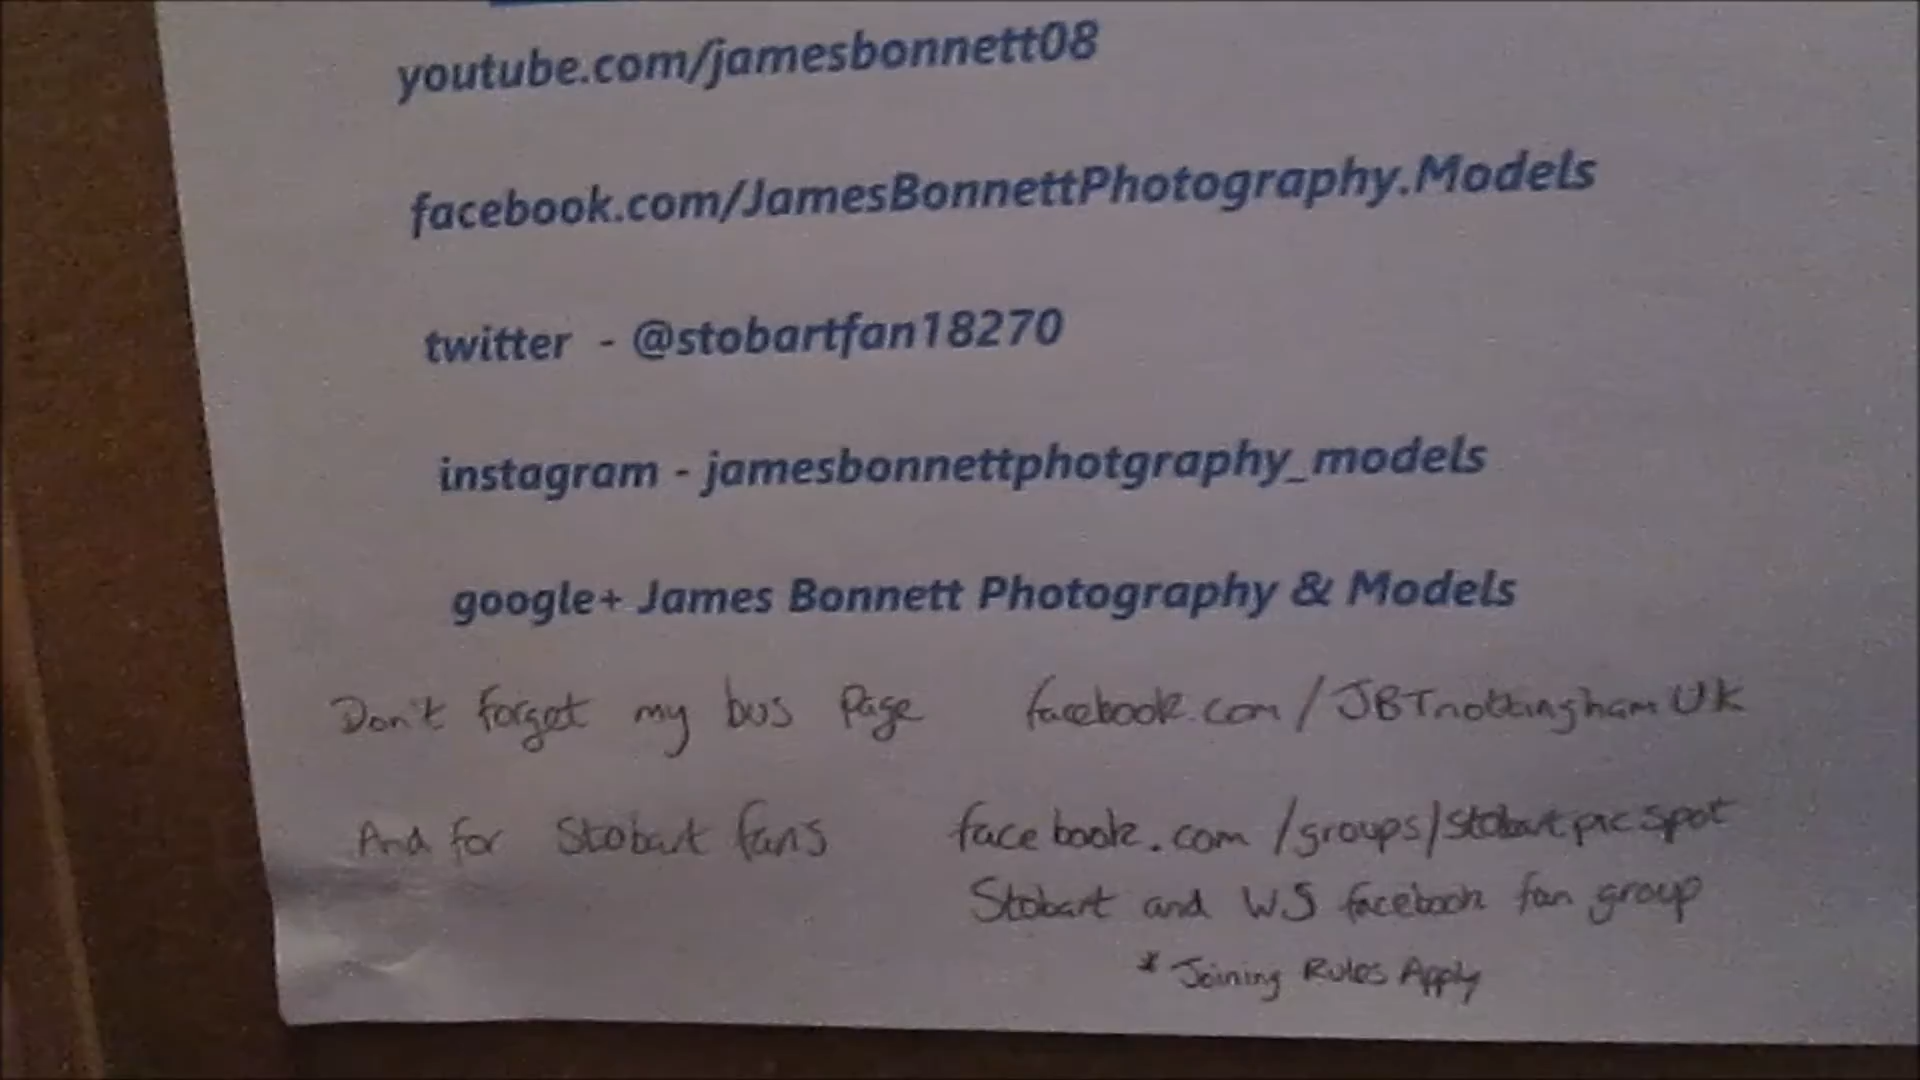 youtube.com/jamesbonnett08
facebook.com/JamesBonnettPhotography.Models
twitter - @stobartfan18270
instagram - jamesbonnettphotgraphy_models
google+ James Bonnett Photography & Models
Don't forget my bus Page facebook.com/JBTnottinghamUK
And for Stobart fans facebook.com/groups/stobartpicspot
Stobart and WS facebook fan group
* Joining Rules Apply